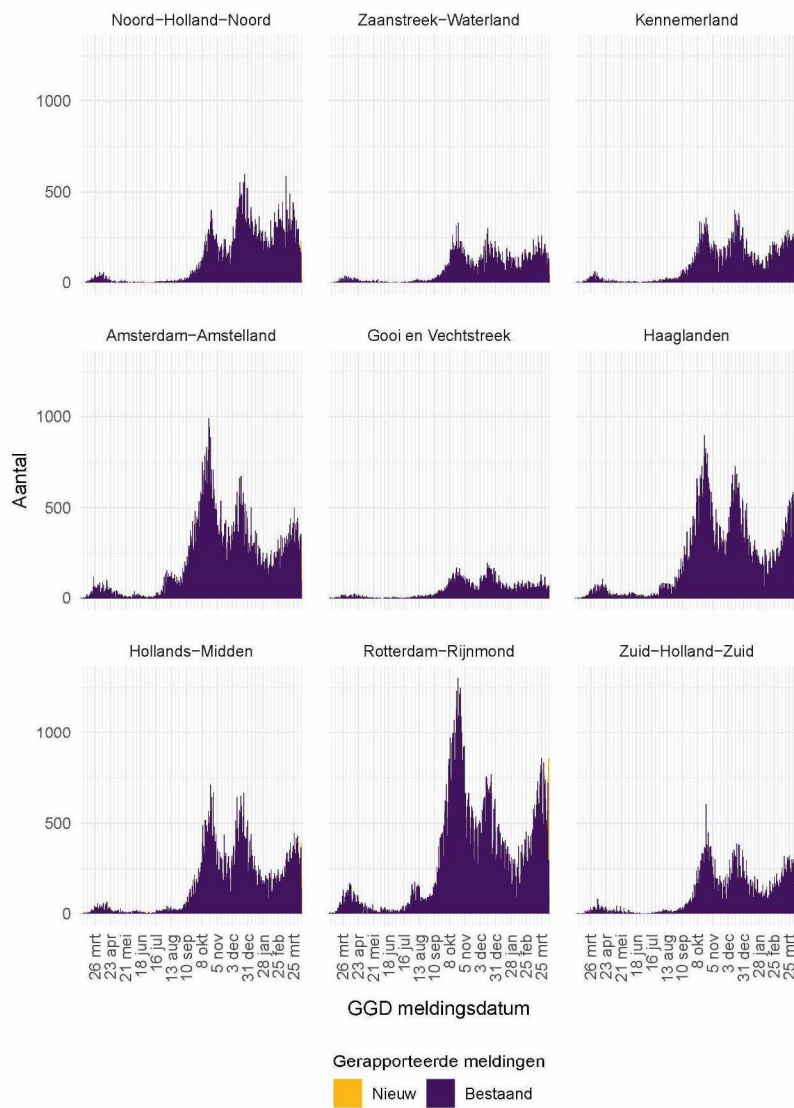 Noord−Holland−Noord Zaanstreek−Waterland Kennemerland
1000
500
0
Amsterdam−Amstelland Gooi en Vechtstreek Haaglanden
1000
500
0
Aantal
Hollands−Midden Rotterdam−Rijnmond Zuid−Holland−Zuid
1000
500
0
26 mrt
23 apr
21 mei
18 jun
16 jul
13 aug
10 sep
8 okt
5 nov
3 dec
31 dec
28 jan
25 feb
25 mrt
26 mrt
23 apr
21 mei
18 jun
16 jul
13 aug
10 sep
8 okt
5 nov
3 dec
31 dec
28 jan
25 feb
25 mrt
26 mrt
23 apr
21 mei
18 jun
16 jul
13 aug
10 sep
8 okt
5 nov
3 dec
31 dec
28 jan
25 feb
25 mrt
GGD meldingsdatum
Gerapporteerde meldingen
Nieuw Bestaand